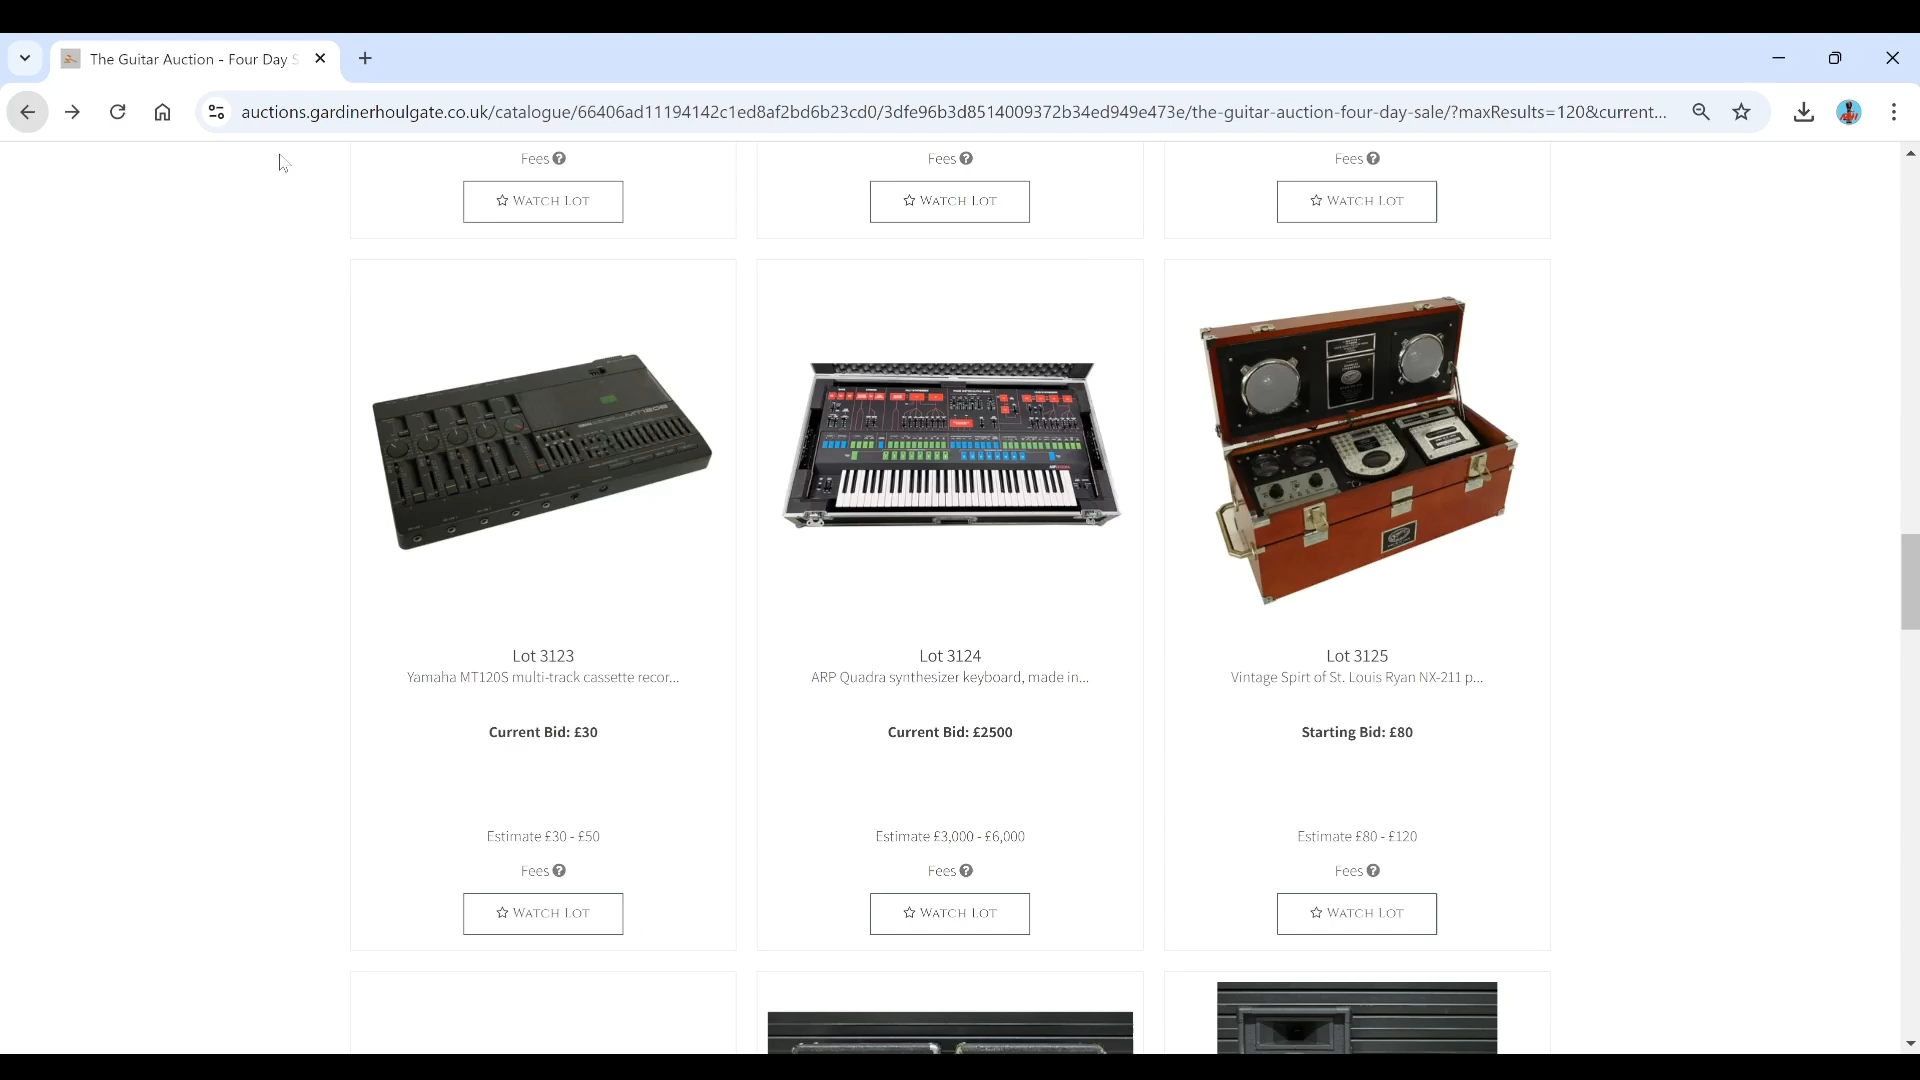 The Guitar Auction - Four Day S
auctions.gardinerhoulgate.co.uk/catalogue/66406ad11194142c1ed8af2bd6b23cd0/3dfe96b3d8514009372b34ed949e473e/the-guitar-auction-four-day-sale/?maxResults=120&current...
Fees
Fees
Fees
WATCH LOT
WATCH LOT
WATCH LOT
Lot 3123
Lot 3124
Lot 3125
Yamaha MT120S multi-track cassette recor...
ARP Quadra synthesizer keyboard, made in...
Vintage Spirt of St. Louis Ryan NX-211 p...
Current Bid: £30
Current Bid: £2500
Starting Bid: £80
Estimate £30 - £50
Estimate £3,000 - £6,000
Estimate £80 - £120
Fees
Fees
Fees
WATCH LOT
WATCH LOT
WATCH LOT